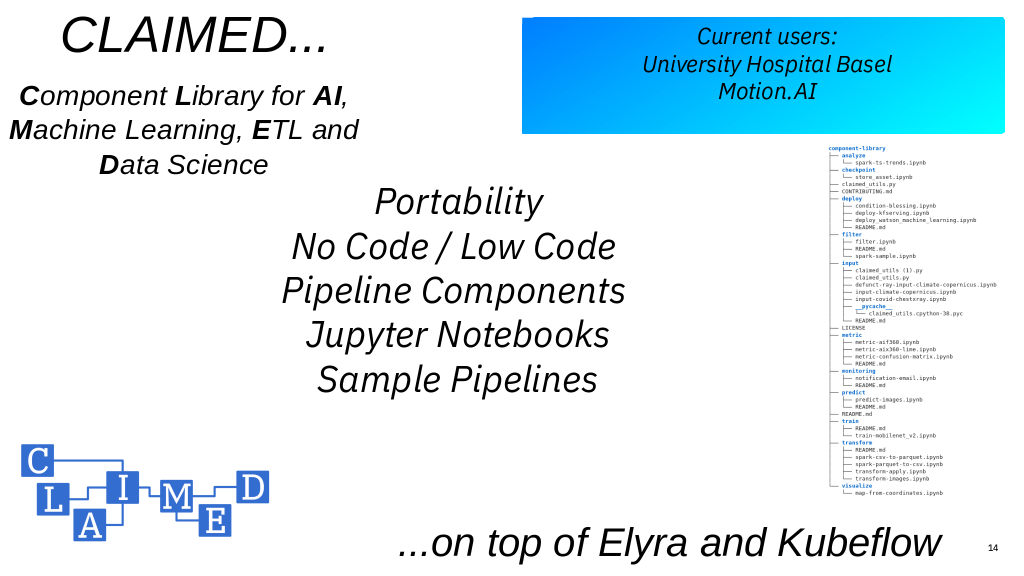 CLAIMED...
Component Library for AI,
Machine Learning, ETL and
Data Science
Current users:
University Hospital Basel
Motion.AI
Portability
No Code / Low Code
Pipeline Components
Jupyter Notebooks
Sample Pipelines
component-library
├── analyze
│   └── spark-ts-trends.ipynb
├── checkpoint
│   └── store_asset.ipynb
├── claimed_utils.py
├── CONTRIBUTING.md
├── deploy
│   ├── condition-blessing.ipynb
│   ├── deploy-kfserving.ipynb
│   ├── deploy_watson_machine_learning.ipynb
│   └── README.md
├── filter
│   ├── filter.ipynb
│   ├── README.md
│   └── spark-sample.ipynb
├── input
│   ├── claimed_utils (1).py
│   ├── claimed_utils.py
│   ├── defunct-ray-input-climate-copernicus.ipynb
│   ├── input-climate-copernicus.ipynb
│   ├── input-covid-chestxray.ipynb
│   ├── __pycache__
│   │   └── claimed_utils.cpython-38.pyc
│   └── README.md
├── LICENSE
├── metric
│   ├── metric-aif360.ipynb
│   ├── metric-aix360-lime.ipynb
│   ├── metric-confusion-matrix.ipynb
│   └── README.md
├── monitoring
│   ├── notification-email.ipynb
│   └── README.md
├── predict
│   ├── predict-images.ipynb
│   └── README.md
├── README.md
├── train
│   ├── README.md
│   └── train-mobilenet_v2.ipynb
├── transform
│   ├── README.md
│   ├── spark-csv-to-parquet.ipynb
│   ├── spark-parquet-to-csv.ipynb
│   ├── transform-apply.ipynb
│   └── transform-images.ipynb
└── visualize
    └── map-from-coordinates.ipynb
C L A I M E D
...on top of Elyra and Kubeflow
14